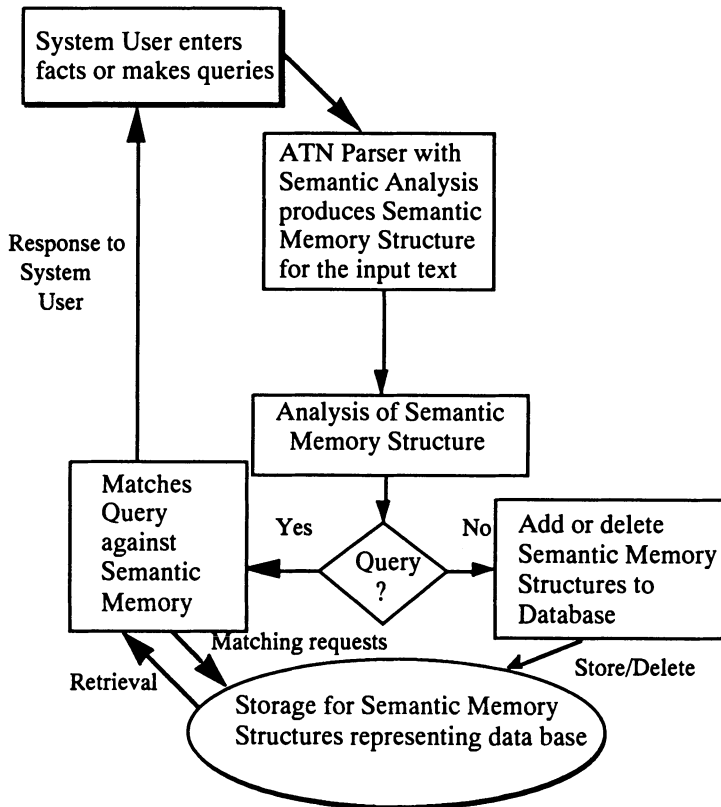 System User enters
facts or makes queries
ATN Parser with
Semantic Analysis
produces Semantic
Memory Structure
for the input text
Response to
System
User
Analysis of Semantic
Memory Structure
Matches
Query
against
Semantic
Memory
Yes
Query
?
No
Add or delete
Semantic Memory
Structures to
Database
Matching requests
Retrieval
Store/Delete
Storage for Semantic Memory
Structures representing data base